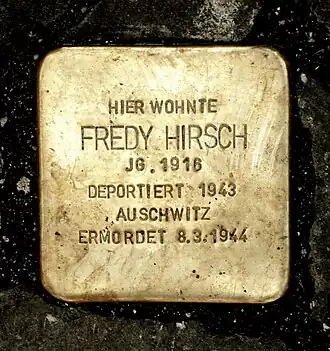 HIER WOHNTE
FREDY HIRSCH
JG. 1916
DEPORTIERT 1943
AUSCHWITZ
ERMORDET 8.3.1944